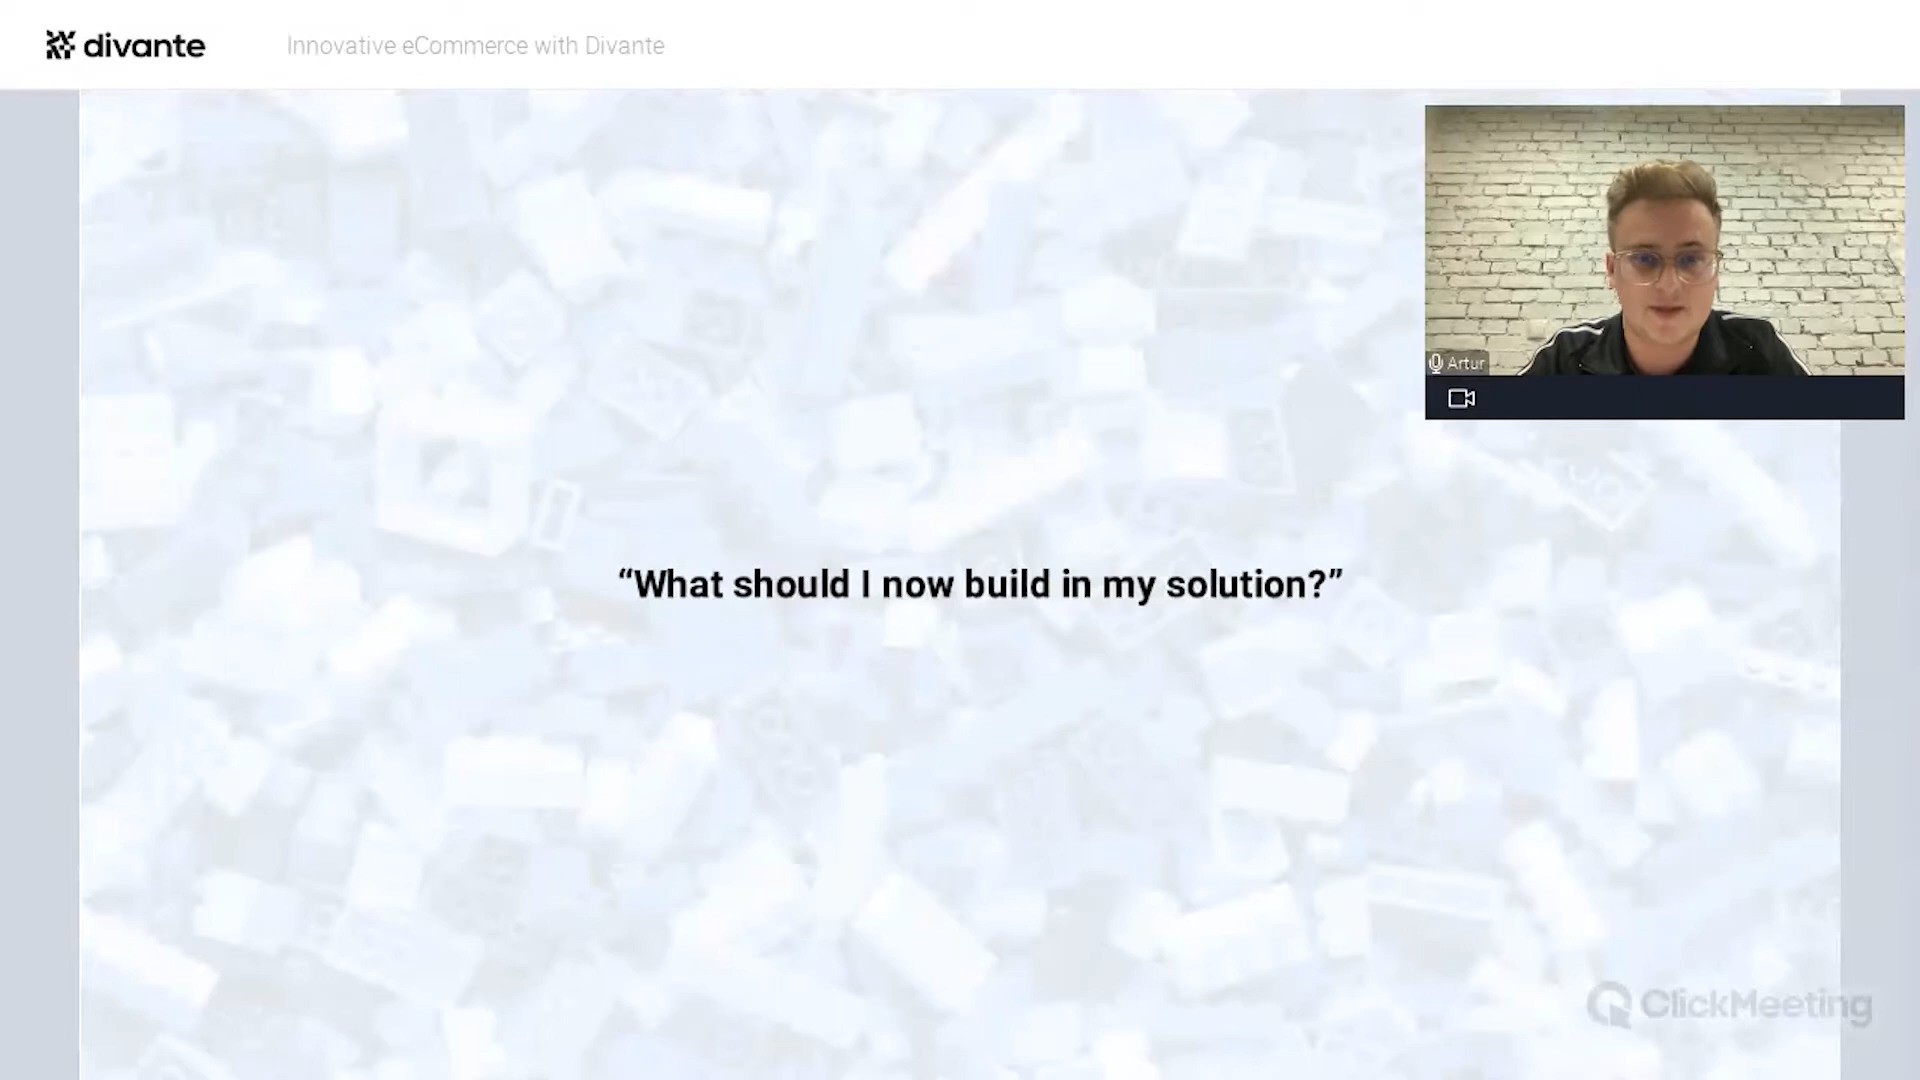 divante
Innovative eCommerce with Divante
Artur
“What should I now build in my solution?”
ClickMeeting